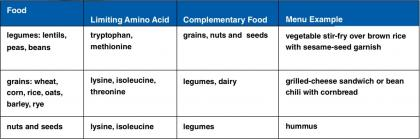 Food
Limiting Amino Acid
Complementary Food
Menu Example
legumes: lentils,
peas, beans
tryptophan,
methionine
grains, nuts and seeds
vegetable stir-fry over brown rice
with sesame-seed garnish
grains: wheat,
corn, rice, oats,
barley, rye
lysine, isoleucine,
threonine
legumes, dairy
grilled-cheese sandwich or bean
chili with cornbread
nuts and seeds
lysine, isoleucine
legumes
hummus